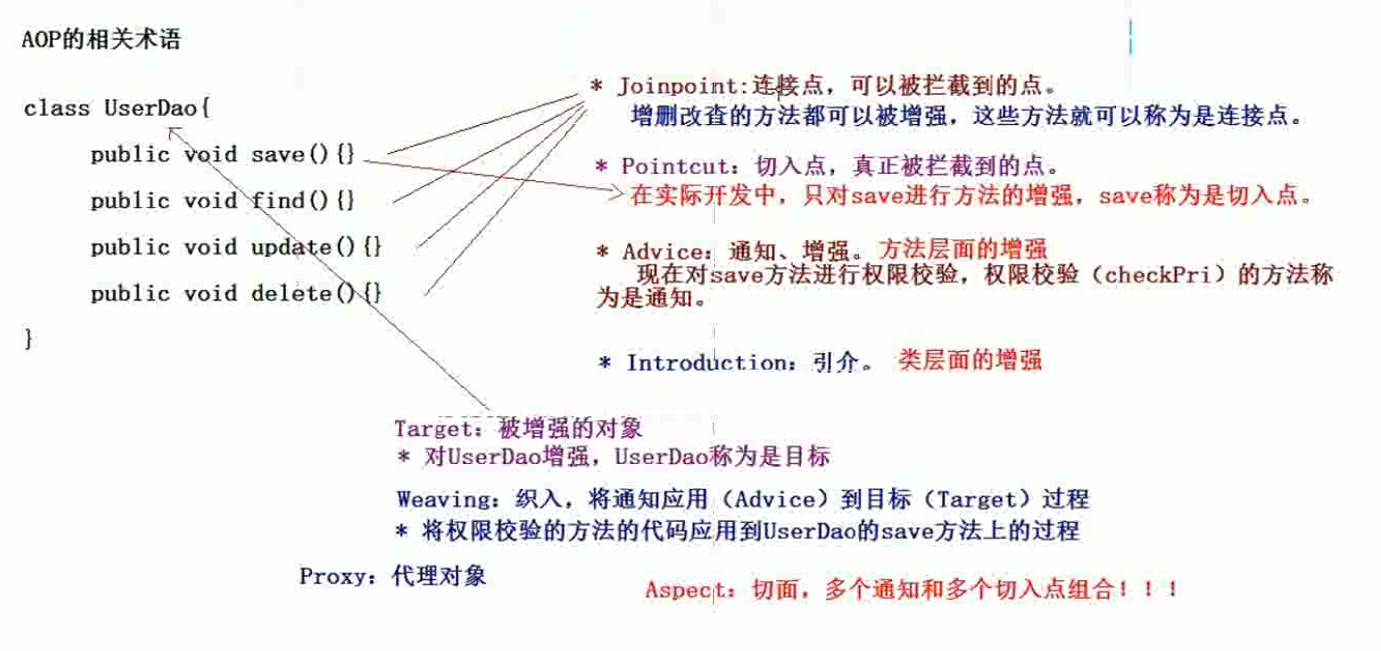 AOP的相关术语
class UserDao{
public void save(){}
public void find(){}
public void update(){}
public void delete(){}
}
* Joinpoint:连接点，可以被拦截到的点。
增删改查的方法都可以被增强，这些方法就可以称为是连接点。
* Pointcut：切入点，真正被拦截到的点。
在实际开发中，只对save进行方法的增强，save称为是切入点。
* Advice：通知、增强。 方法层面的增强
现在对save方法进行权限校验，权限校验（checkPri）的方法称
为是通知。
* Introduction：引介。 类层面的增强
Target：被增强的对象
* 对UserDao增强，UserDao称为是目标
Weaving：织入，将通知应用（Advice）到目标（Target）过程
* 将权限校验的方法的代码应用到UserDao的save方法上的过程
Proxy：代理对象
Aspect：切面，多个通知和多个切入点组合！！！